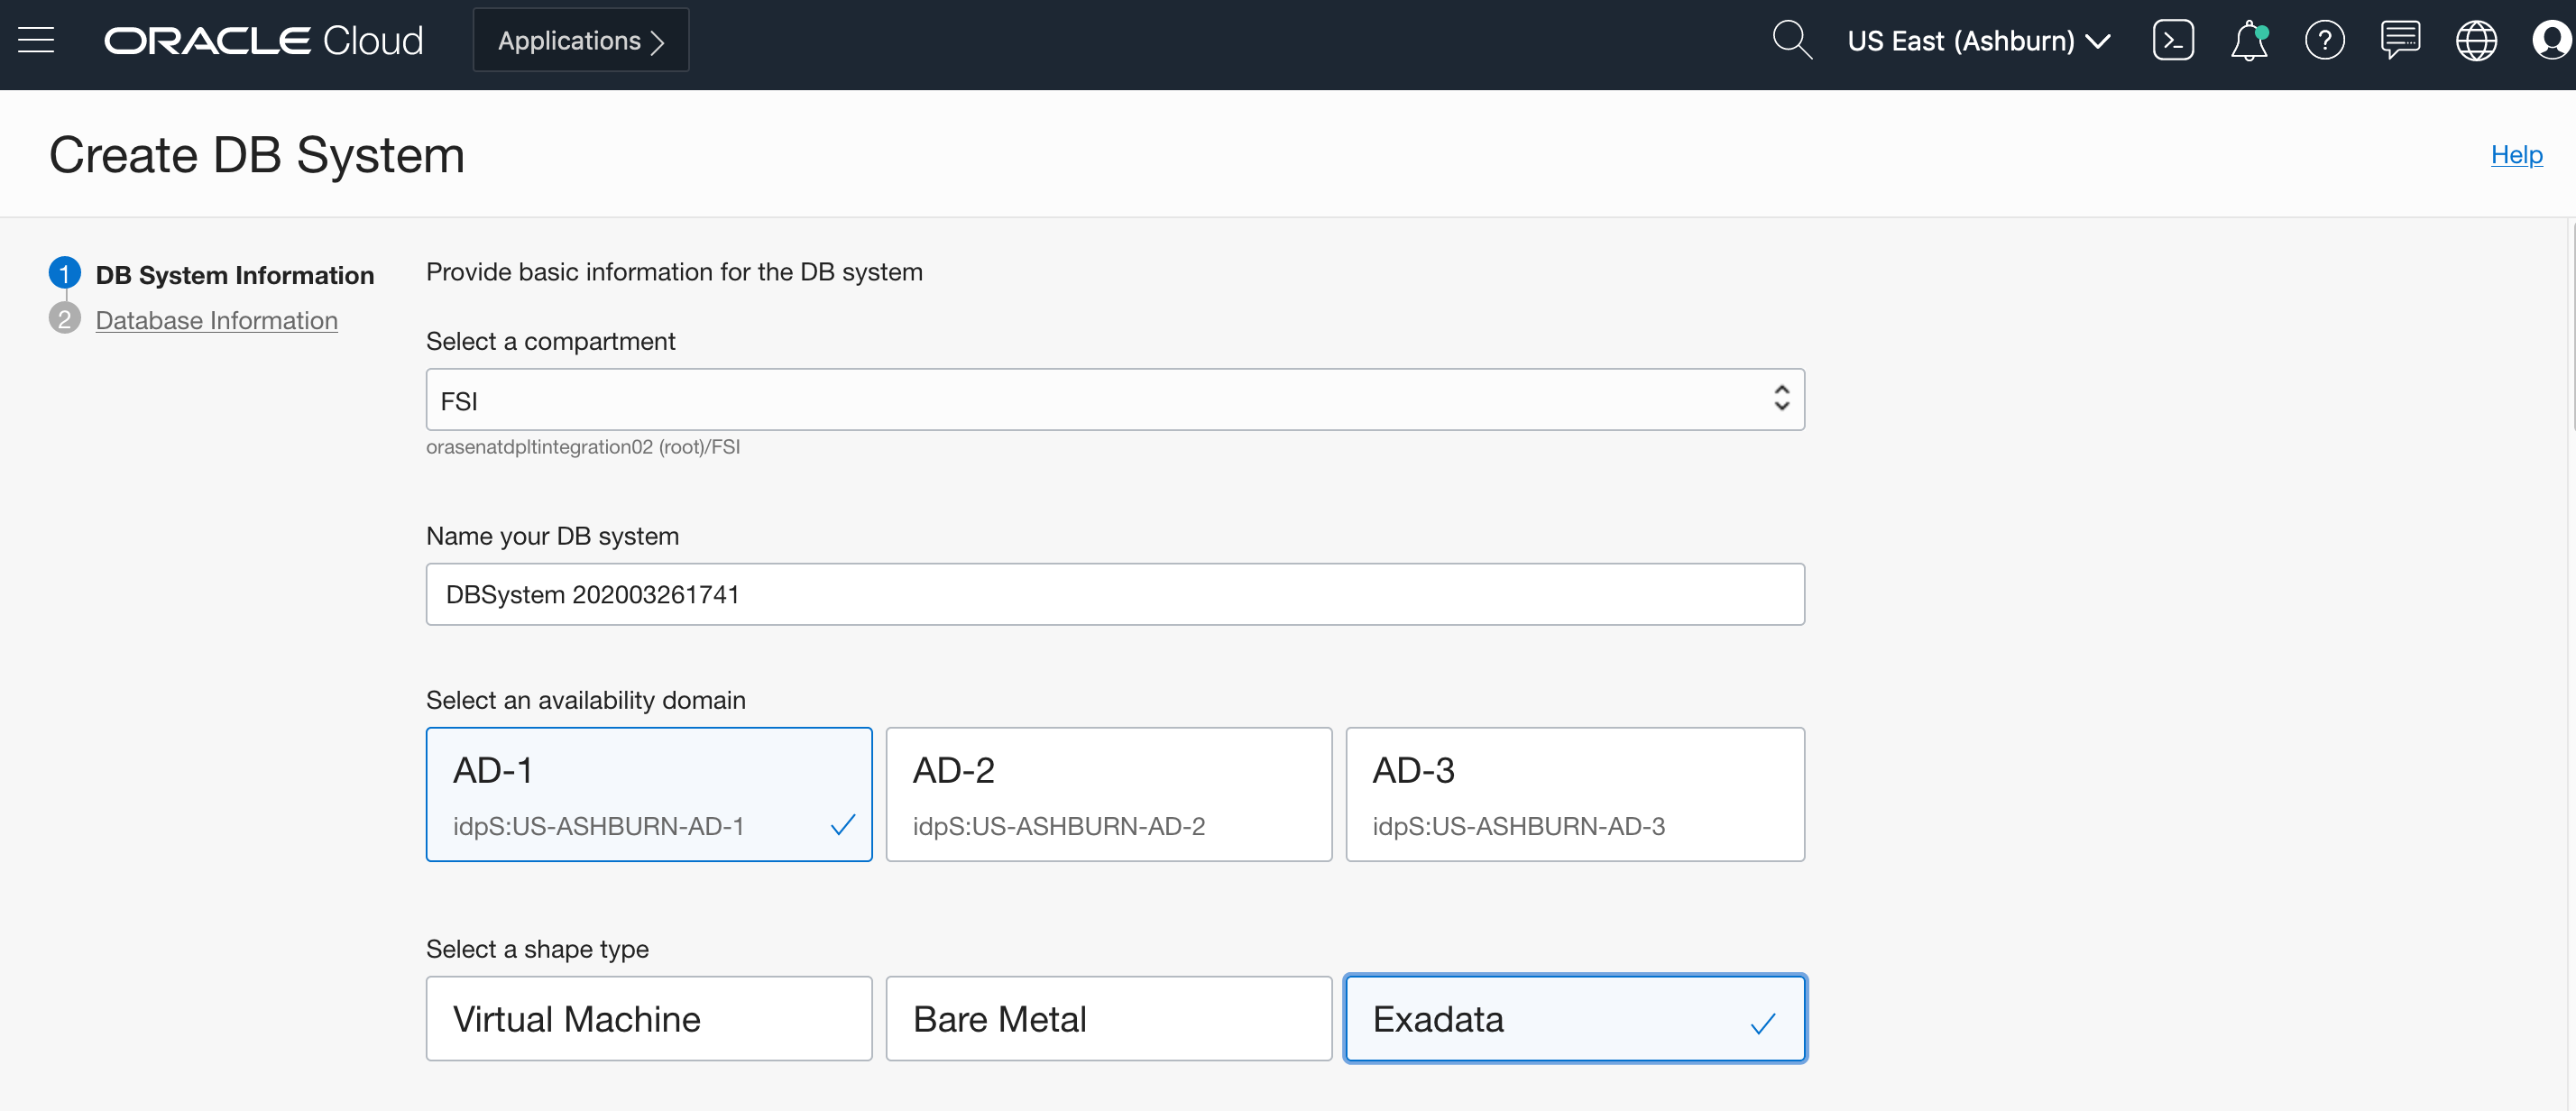 ORACLE Cloud
Applications
US East (Ashburn)
Create DB System
Help
1 DB System Information
2 Database Information
Provide basic information for the DB system
Select a compartment
FSI
orasenatdpltintegration02 (root)/FSI
Name your DB system
DBSystem 202003261741
Select an availability domain
AD-1
idpS:US-ASHBURN-AD-1
AD-2
idpS:US-ASHBURN-AD-2
AD-3
idpS:US-ASHBURN-AD-3
Select a shape type
Virtual Machine
Bare Metal
Exadata